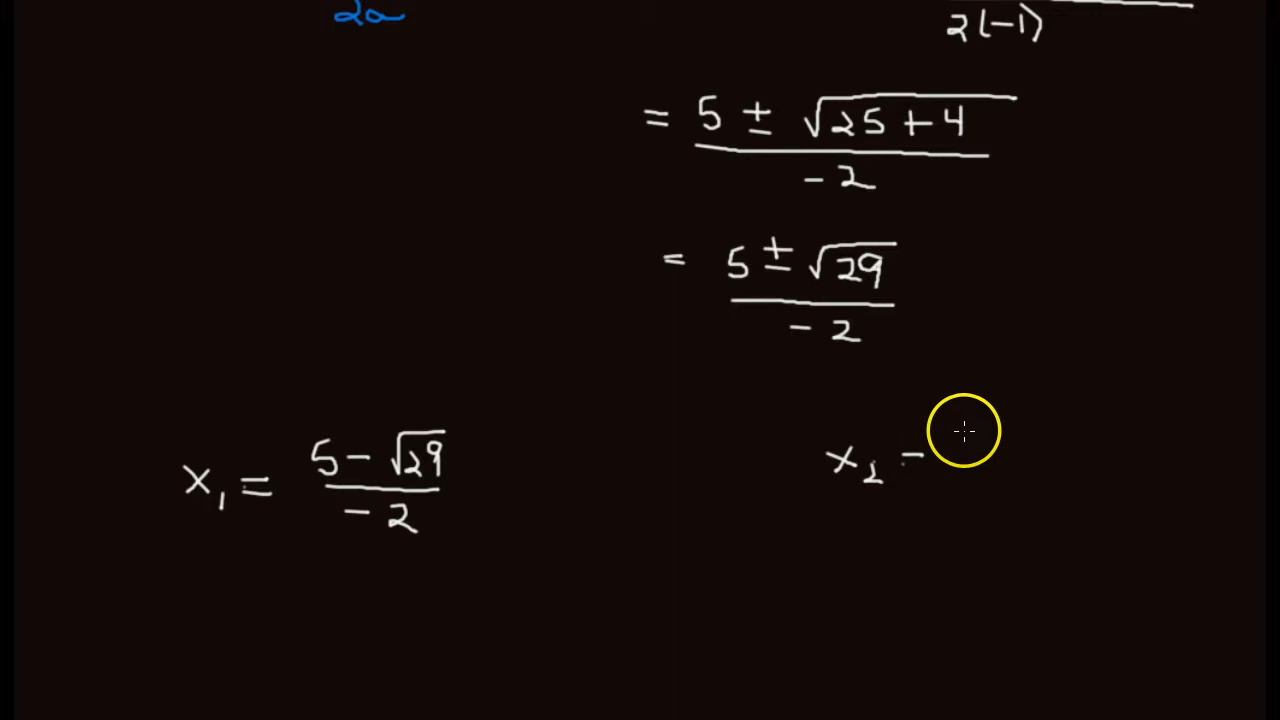 2a
2(-1)
= 5 ± √25 + 4
- 2
= 5 ± √29
- 2
x₁ = 5 - √29
- 2
x₂ -